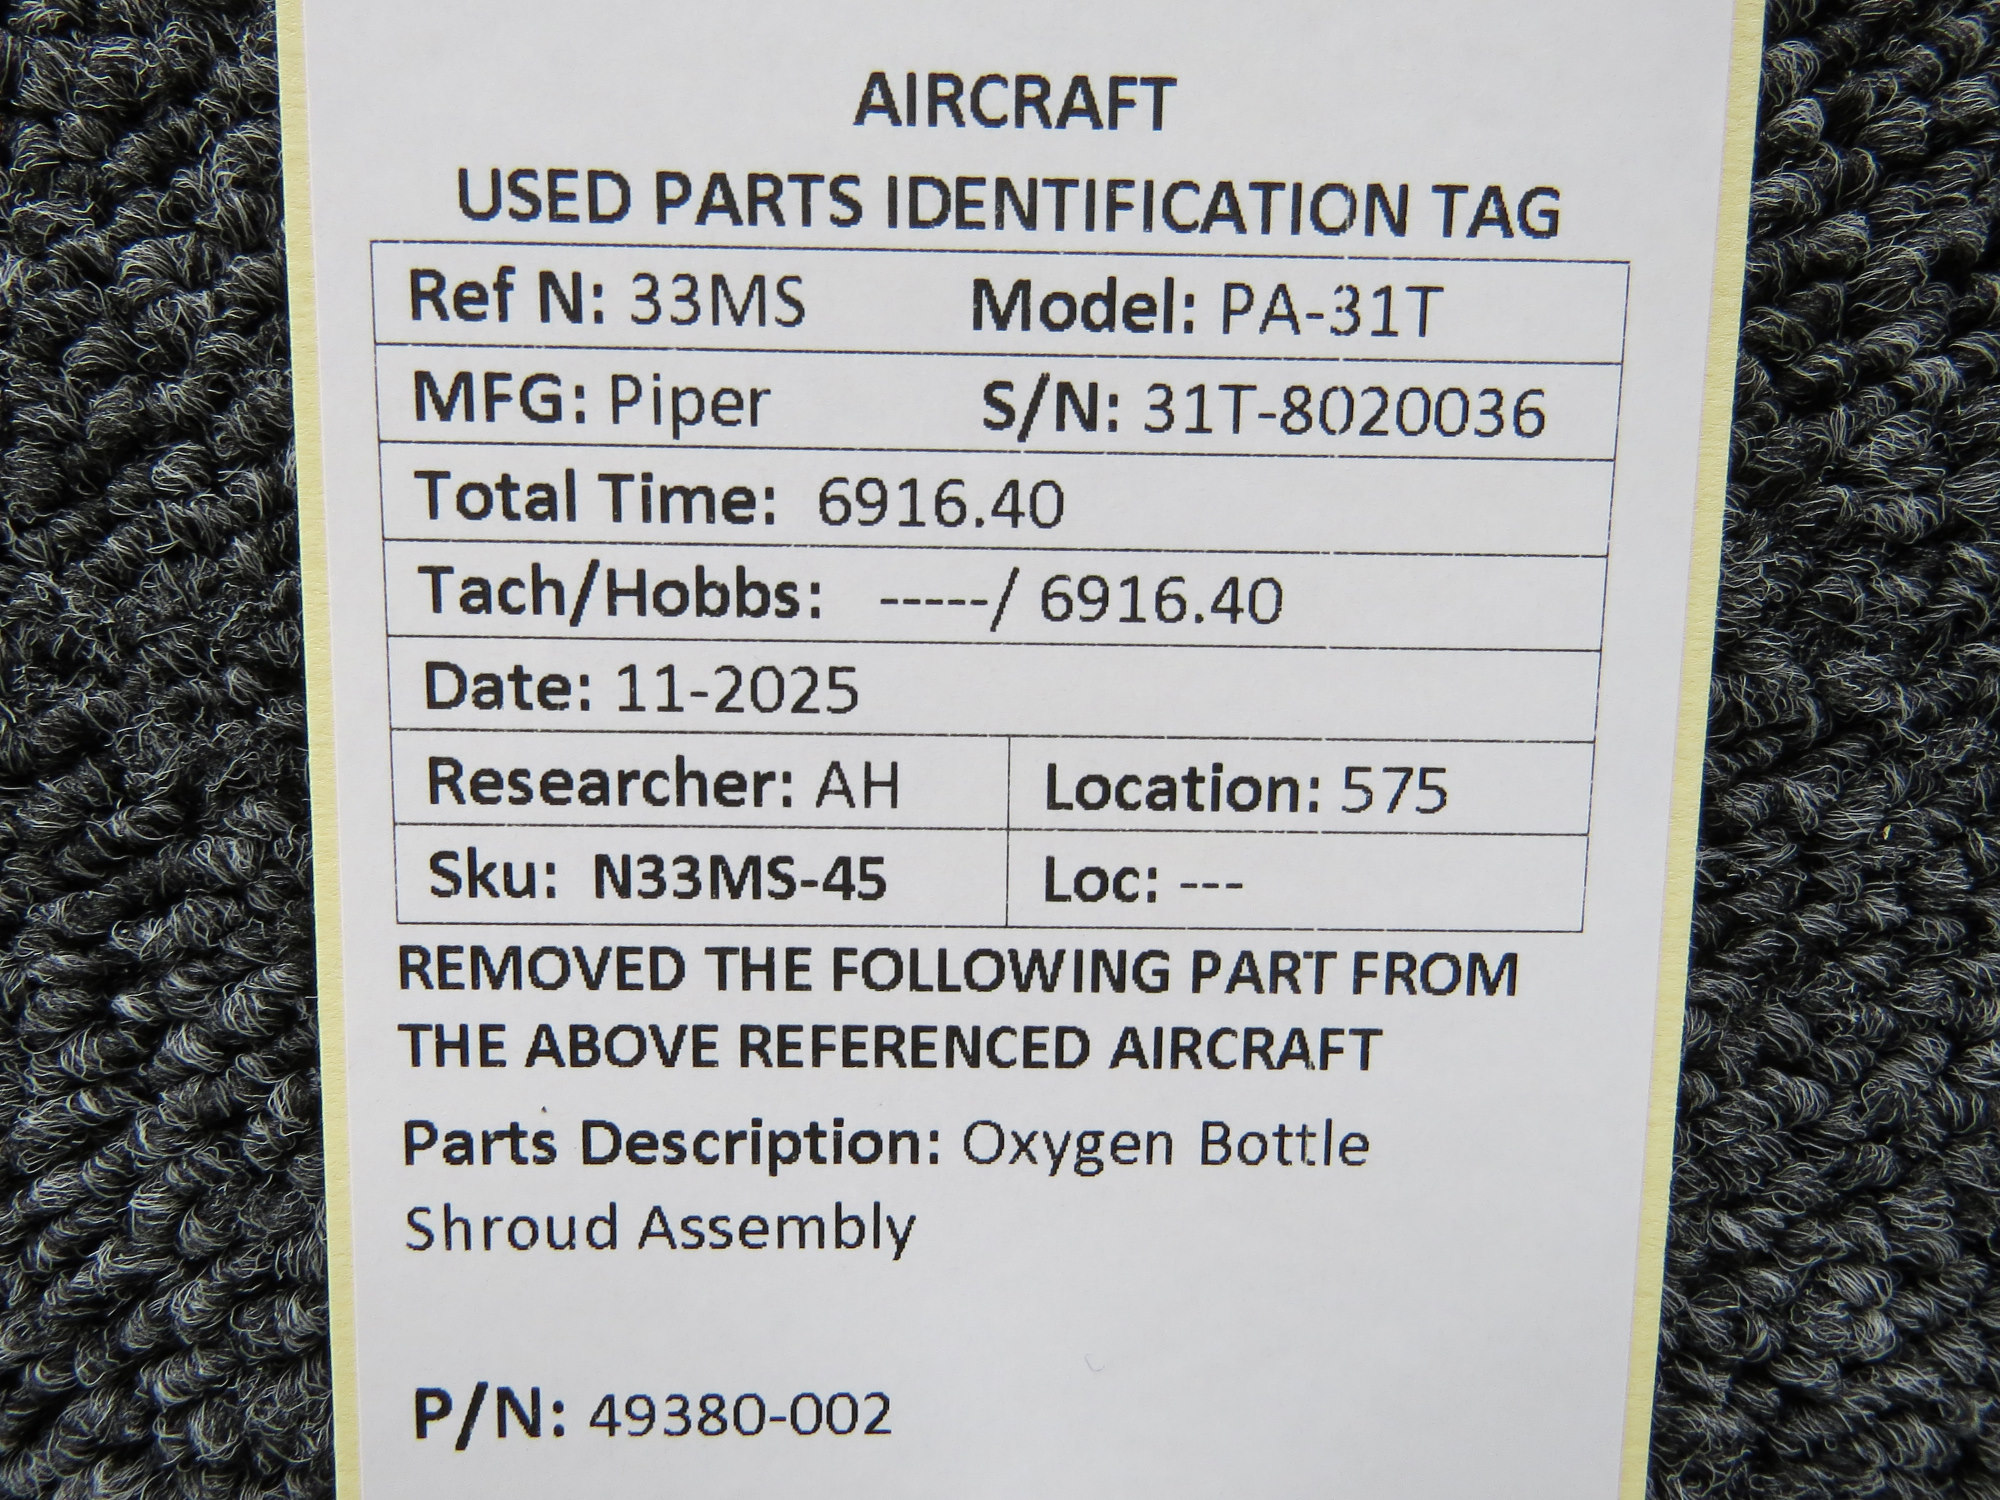 AIRCRAFT
USED PARTS IDENTIFICATION TAG
Ref N: 33MS Model: PA-31T
MFG: Piper S/N: 31T-8020036
Total Time: 6916.40
Tach/Hobbs: -----/ 6916.40
Date: 11-2025
Researcher: AH Location: 575
Sku: N33MS-45 Loc: ---
REMOVED THE FOLLOWING PART FROM
THE ABOVE REFERENCED AIRCRAFT
Parts Description: Oxygen Bottle
Shroud Assembly
P/N: 49380-002